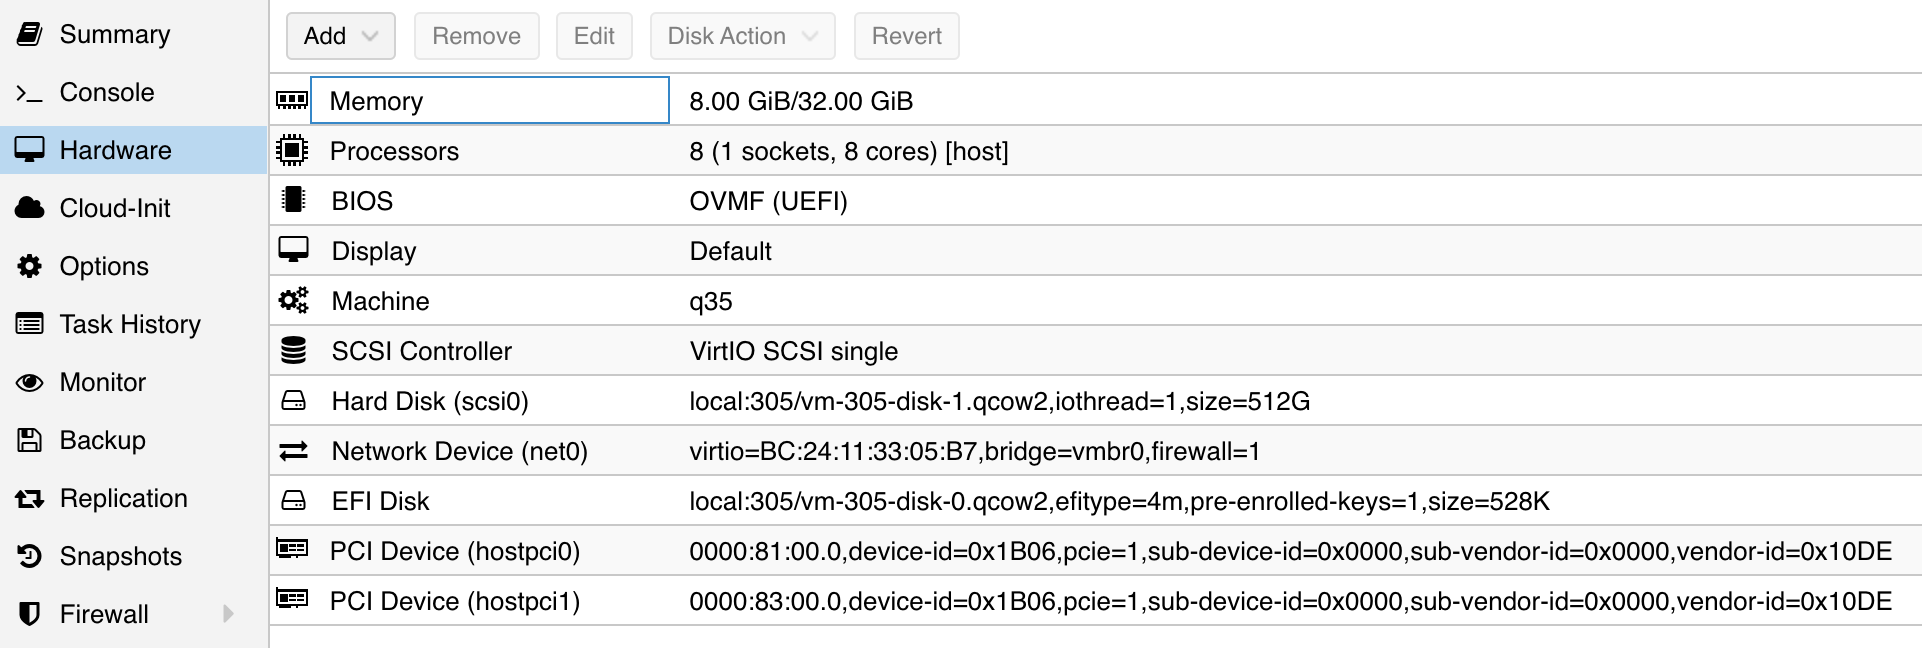 Summary
Console
Hardware
Cloud-Init
Options
Task History
Monitor
Backup
Replication
Snapshots
Firewall
Add Remove Edit Disk Action Revert
Memory 8.00 GiB/32.00 GiB
Processors 8 (1 sockets, 8 cores) [host]
BIOS OVMF (UEFI)
Display Default
Machine q35
SCSI Controller VirtIO SCSI single
Hard Disk (scsi0) local:305/vm-305-disk-1.qcow2,iothread=1,size=512G
Network Device (net0) virtio=BC:24:11:33:05:B7,bridge=vmbr0,firewall=1
EFI Disk local:305/vm-305-disk-0.qcow2,efitype=4m,pre-enrolled-keys=1,size=528K
PCI Device (hostpci0) 0000:81:00.0,device-id=0x1B06,pcie=1,sub-device-id=0x0000,sub-vendor-id=0x0000,vendor-id=0x10DE
PCI Device (hostpci1) 0000:83:00.0,device-id=0x1B06,pcie=1,sub-device-id=0x0000,sub-vendor-id=0x0000,vendor-id=0x10DE